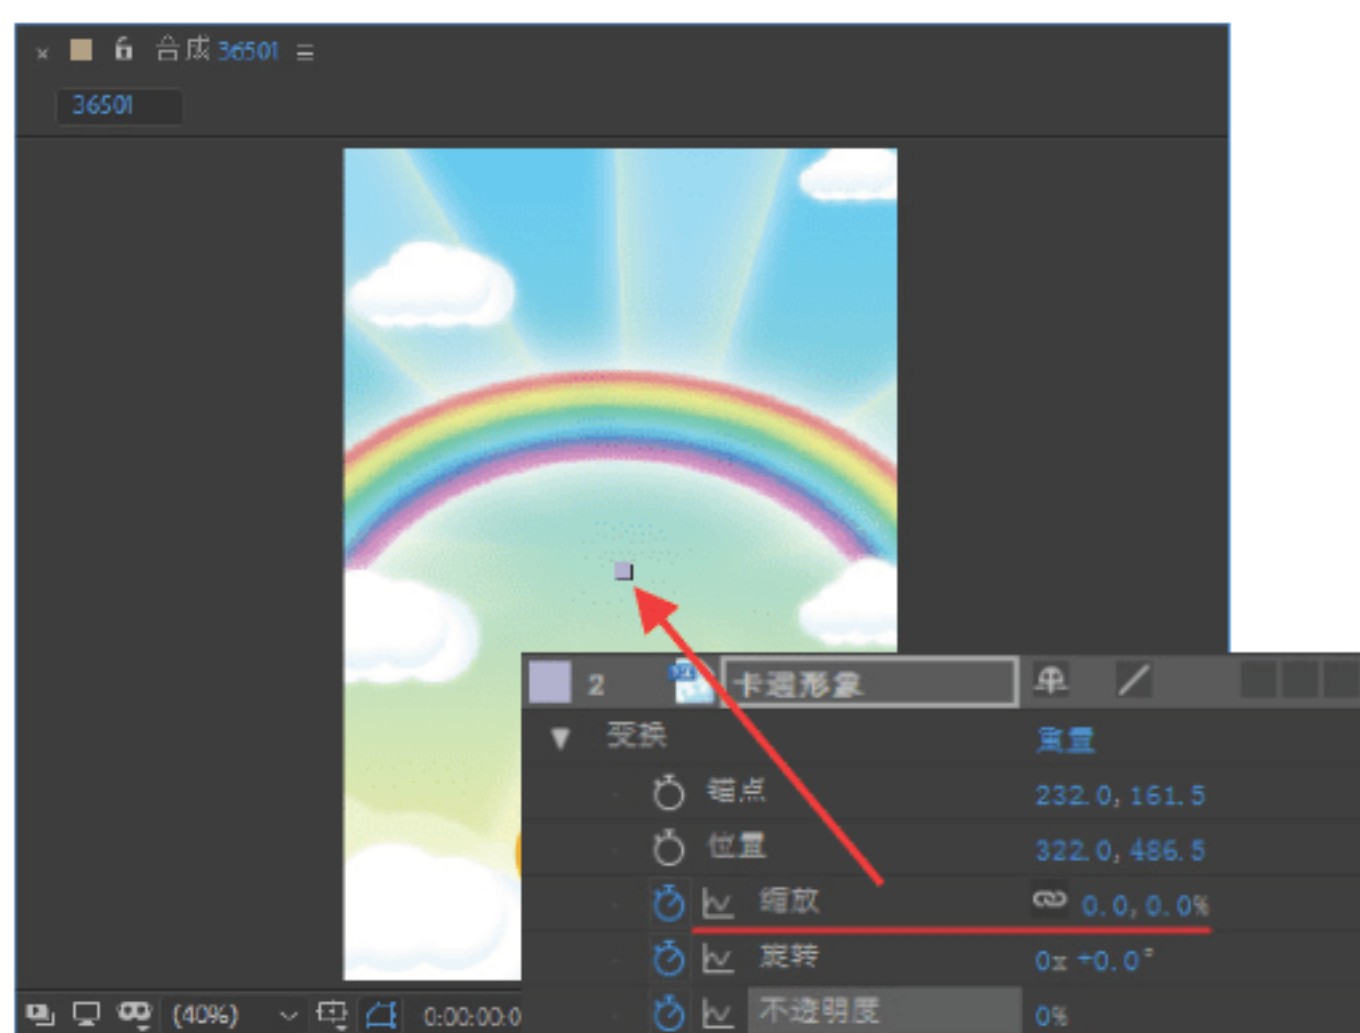 合成 36501
36501
2 卡通形象
变换 重置
锚点 232.0, 161.5
位置 322.0, 486.5
缩放 0.0, 0.0%
旋转 0x +0.0°
(40%) 0:00:00:0
不透明度 0%